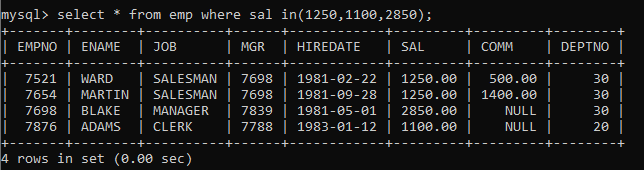 mysql> select * from emp where sal in(1250,1100,2850);
+-------+--------+----------+------+------------+---------+---------+--------+
| EMPNO | ENAME  | JOB      | MGR  | HIREDATE   | SAL     | COMM    | DEPTNO |
+-------+--------+----------+------+------------+---------+---------+--------+
|  7521 | WARD   | SALESMAN | 7698 | 1981-02-22 | 1250.00 |  500.00 |     30 |
|  7654 | MARTIN | SALESMAN | 7698 | 1981-09-28 | 1250.00 | 1400.00 |     30 |
|  7698 | BLAKE  | MANAGER  | 7839 | 1981-05-01 | 2850.00 |    NULL |     30 |
|  7876 | ADAMS  | CLERK    | 7788 | 1983-01-12 | 1100.00 |    NULL |     20 |
+-------+--------+----------+------+------------+---------+---------+--------+
4 rows in set (0.00 sec)